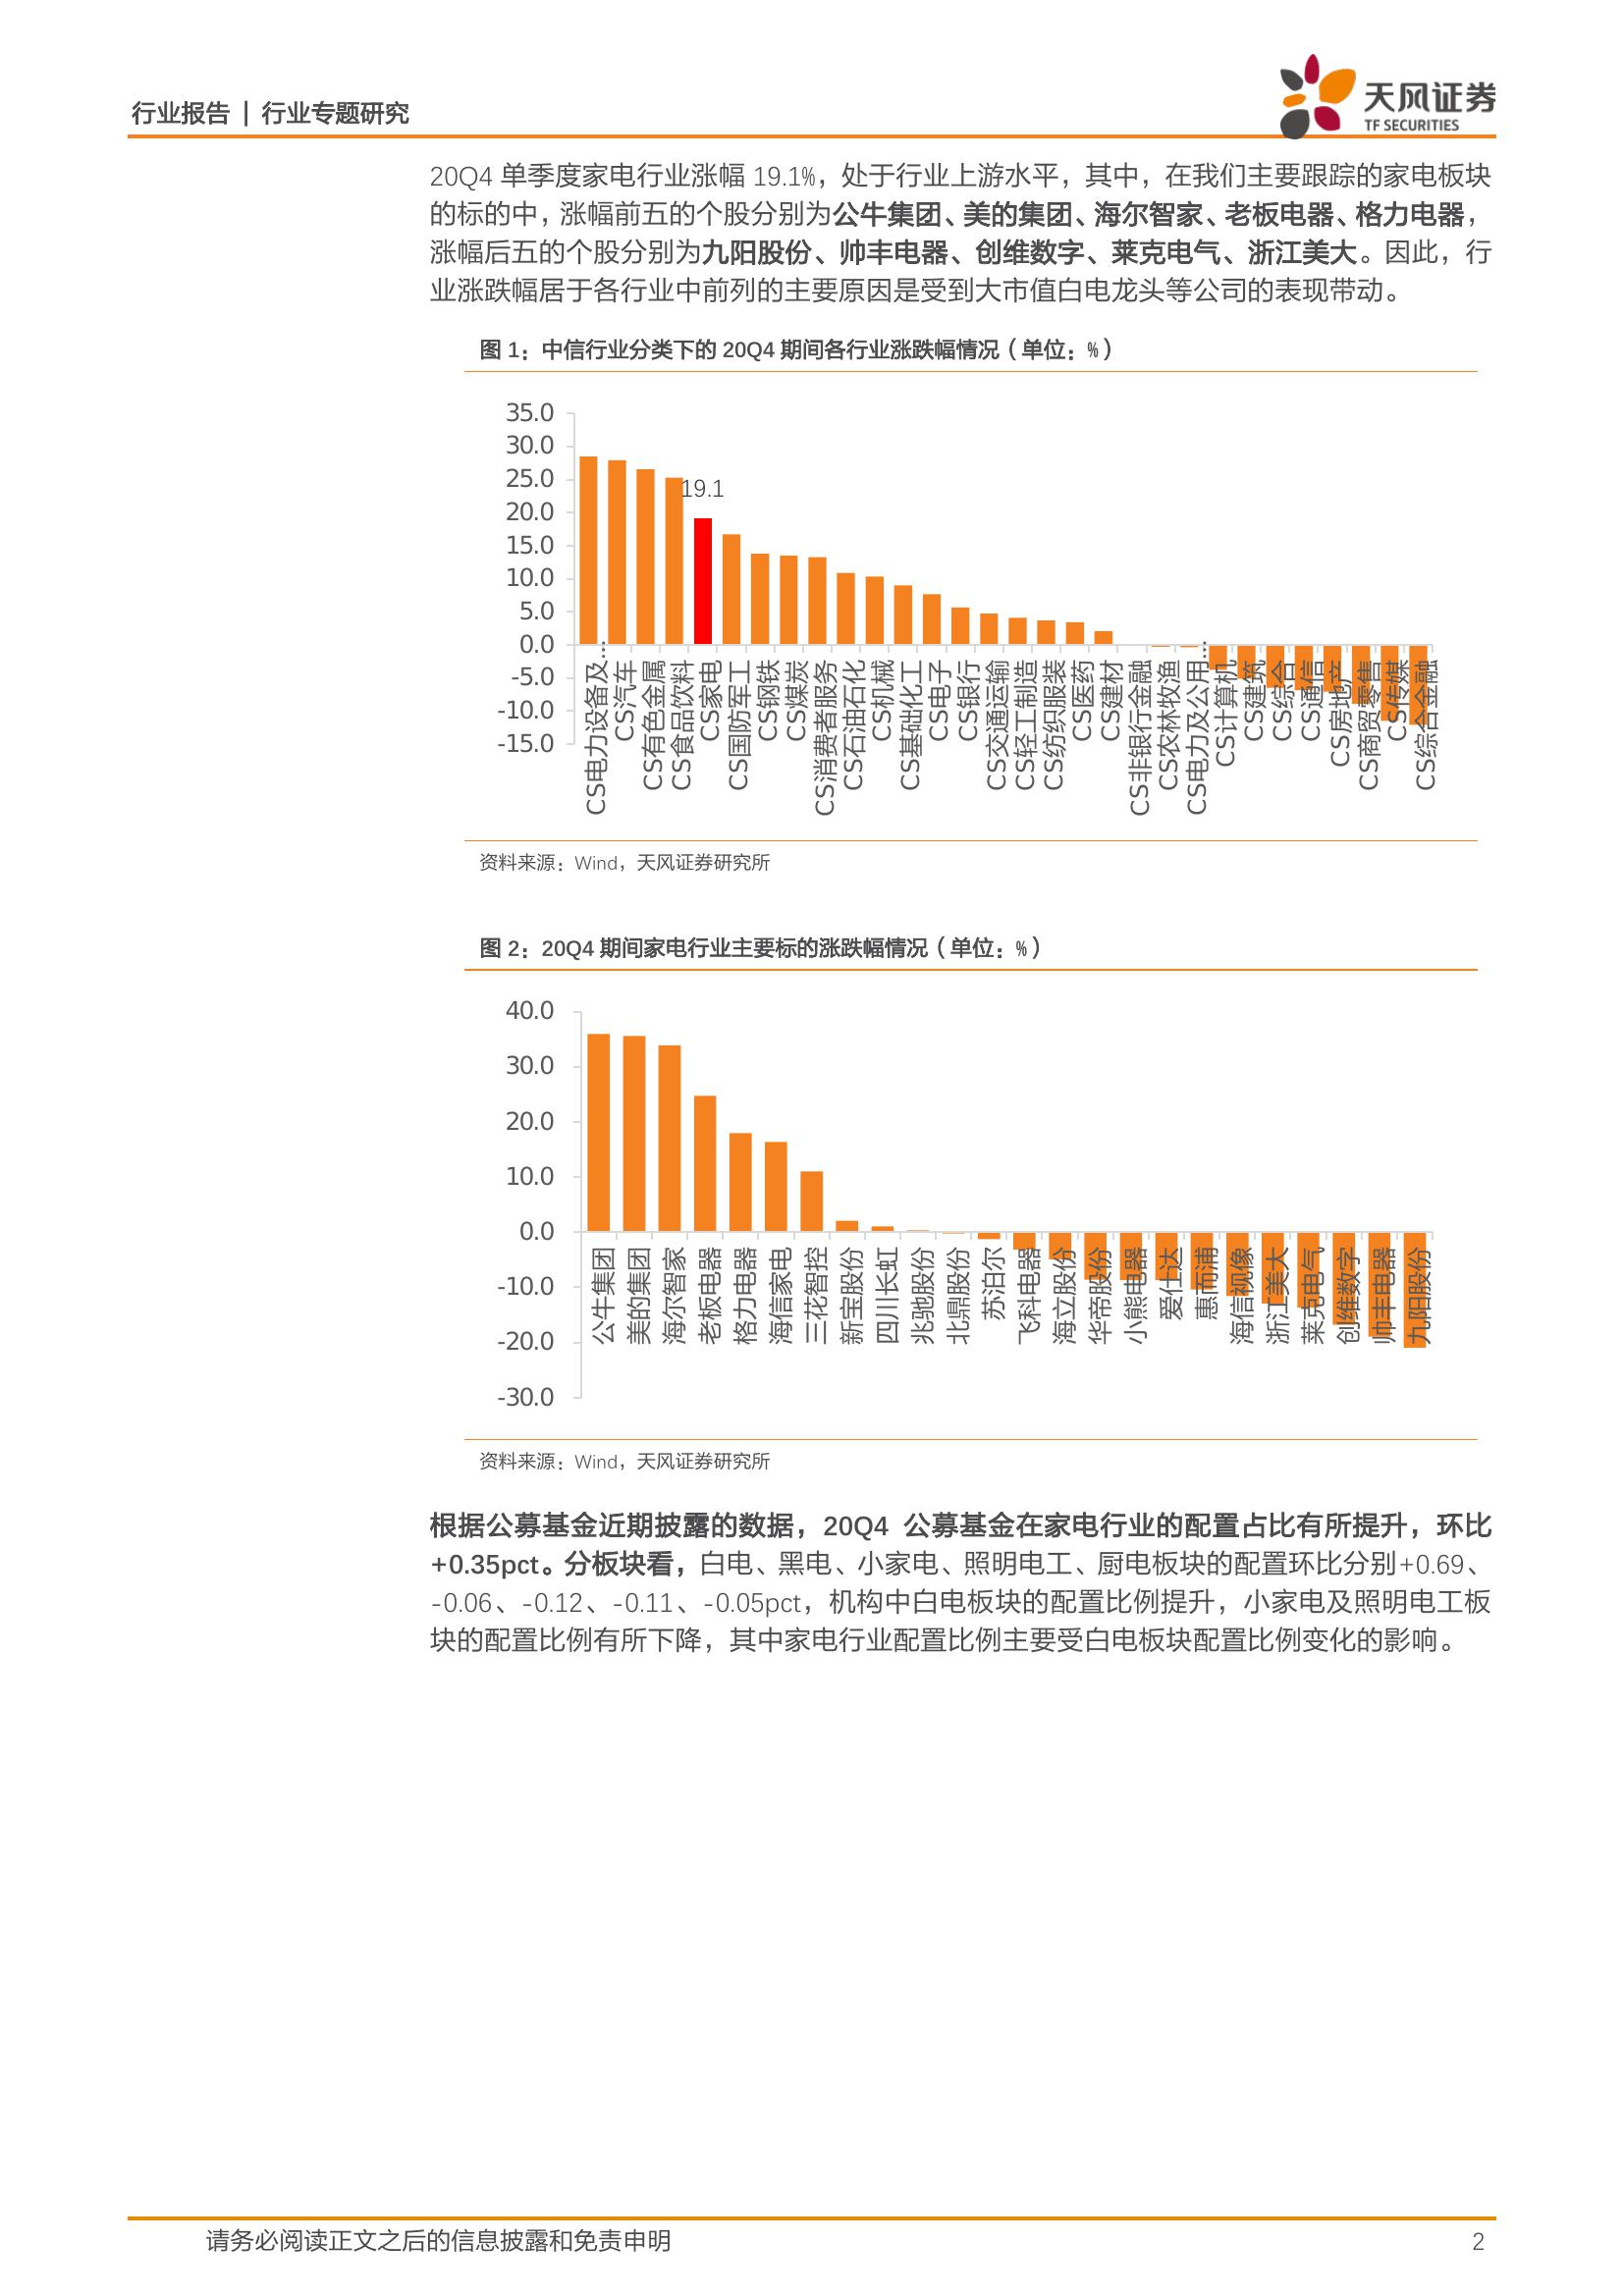 行业报告 | 行业专题研究
天风证券
TF SECURITIES
20Q4 单季度家电行业涨幅 19.1%，处于行业上游水平，其中，在我们主要跟踪的家电板块
的标的中，涨幅前五的个股分别为公牛集团、美的集团、海尔智家、老板电器、格力电器，
涨幅后五的个股分别为九阳股份、帅丰电器、创维数字、莱克电气、浙江美大。因此，行
业涨跌幅居于各行业中前列的主要原因是受到大市值白电龙头等公司的表现带动。
图 1：中信行业分类下的 20Q4 期间各行业涨跌幅情况（单位：%）
35.0
30.0
25.0
20.0
15.0
10.0
5.0
0.0
-5.0
-10.0
-15.0
19.1
CS电力设备及…
CS汽车
CS有色金属
CS食品饮料
CS家电
CS国防军工
CS钢铁
CS煤炭
CS消费者服务
CS石油石化
CS机械
CS基础化工
CS电子
CS银行
CS交通运输
CS轻工制造
CS纺织服装
CS医药
CS建材
CS非银行金融
CS农林牧渔
CS电力及公用…
CS计算机
CS建筑
CS综合
CS通信
CS房地产
CS商贸零售
CS传媒
CS综合金融
资料来源：Wind，天风证券研究所
图 2：20Q4 期间家电行业主要标的涨跌幅情况（单位：%）
40.0
30.0
20.0
10.0
0.0
-10.0
-20.0
-30.0
公牛集团
美的集团
海尔智家
老板电器
格力电器
海信家电
三花智控
新宝股份
四川长虹
兆驰股份
北鼎股份
苏泊尔
飞科电器
海立股份
华帝股份
小熊电器
爱仕达
惠而浦
海信视像
浙江美大
莱克电气
创维数字
帅丰电器
九阳股份
资料来源：Wind，天风证券研究所
根据公募基金近期披露的数据，20Q4 公募基金在家电行业的配置占比有所提升，环比
+0.35pct。分板块看，白电、黑电、小家电、照明电工、厨电板块的配置环比分别+0.69、
-0.06、-0.12、-0.11、-0.05pct，机构中白电板块的配置比例提升，小家电及照明电工板
块的配置比例有所下降，其中家电行业配置比例主要受白电板块配置比例变化的影响。
请务必阅读正文之后的信息披露和免责申明
2